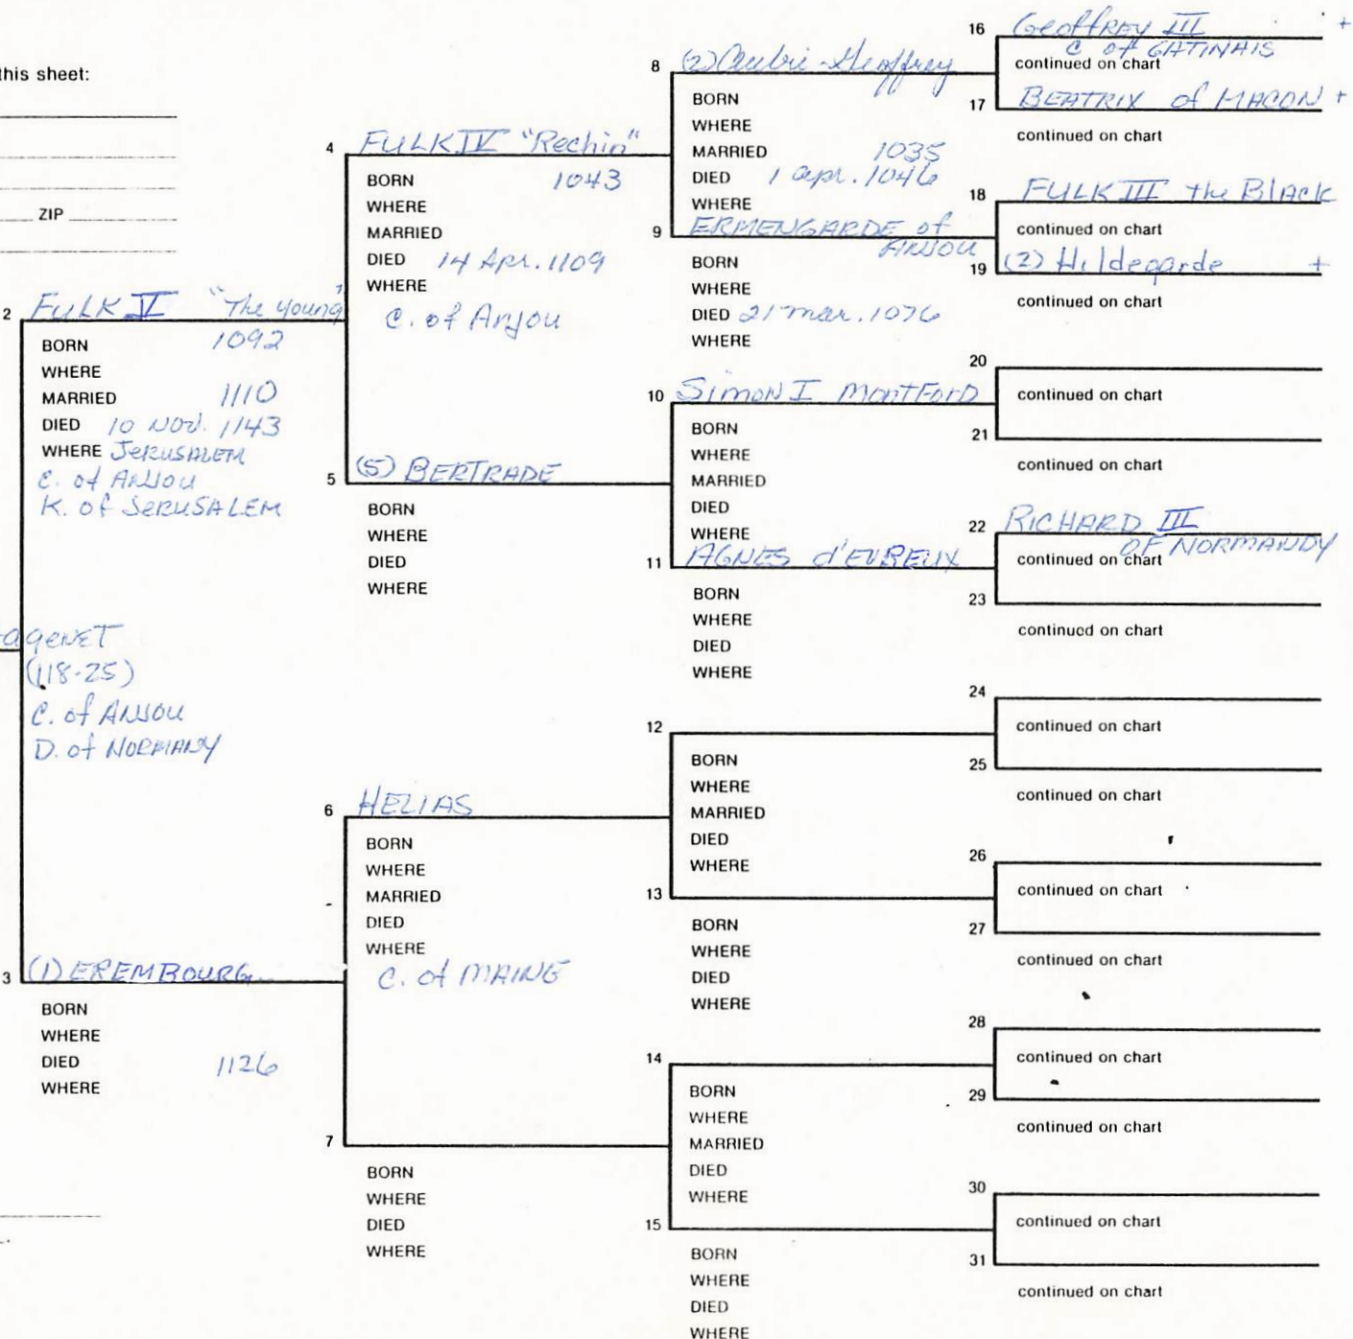 this sheet:
ZIP
2 FULK V "The young"
BORN 1092
WHERE
MARRIED 1110
DIED 10 NOV. 1143
WHERE JERUSALEM
C. of ANJOU
K. of JERUSALEM
agenet
(118-25)
C. of ANJOU
D. of NORMANY
3 (1) EREMBOURG
BORN
WHERE
DIED 1126
WHERE
4 FULK IV "Rechin"
BORN 1043
WHERE
MARRIED
DIED 14 Apr. 1109
WHERE
C. of Anjou
5 (5) BERTRADE
BORN
WHERE
DIED
WHERE
6 HELIAS
BORN
WHERE
MARRIED
DIED
WHERE
C. of MAINE
7
BORN
WHERE
DIED
WHERE
8 (2) Aubrie-Geoffrey
BORN
WHERE
MARRIED 1035
DIED 1 Apr. 1046
WHERE
9 ERMENGARDE of
ANJOU
BORN
WHERE
DIED 21 Mar. 1076
WHERE
10 SIMON I MONTFORD
BORN
WHERE
MARRIED
DIED
WHERE
11 AGNES d'EVREUX
BORN
WHERE
DIED
WHERE
12
BORN
WHERE
MARRIED
DIED
WHERE
13
BORN
WHERE
DIED
WHERE
14
BORN
WHERE
MARRIED
DIED
WHERE
15
BORN
WHERE
DIED
WHERE
16 Geoffrey III +
C of GATINAIS
continued on chart
17 BEATRIX of MACON +
continued on chart
18 FULK III the Black
continued on chart
19 (2) Hildegarde +
continued on chart
20
continued on chart
21
continued on chart
22 RICHARD III
OF NORMANDY
continued on chart
23
continued on chart
24
continued on chart
25
continued on chart
26
continued on chart
27
continued on chart
28
continued on chart
29
continued on chart
30
continued on chart
31
continued on chart